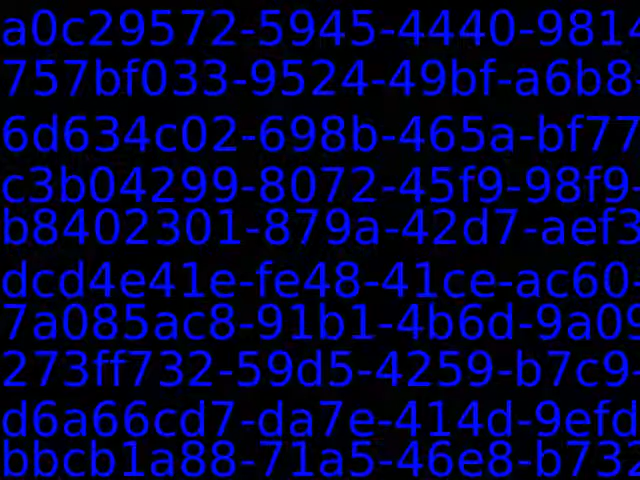 a0c29572-5945-4440-9814
757bf033-9524-49bf-a6b8-
6d634c02-698b-465a-bf77
c3b04299-8072-45f9-98f9-
b8402301-879a-42d7-aef3
dcd4e41e-fe48-41ce-ac60-
7a085ac8-91b1-4b6d-9a09
273ff732-59d5-4259-b7c9-
d6a66cd7-da7e-414d-9efd
bbcb1a88-71a5-46e8-b732